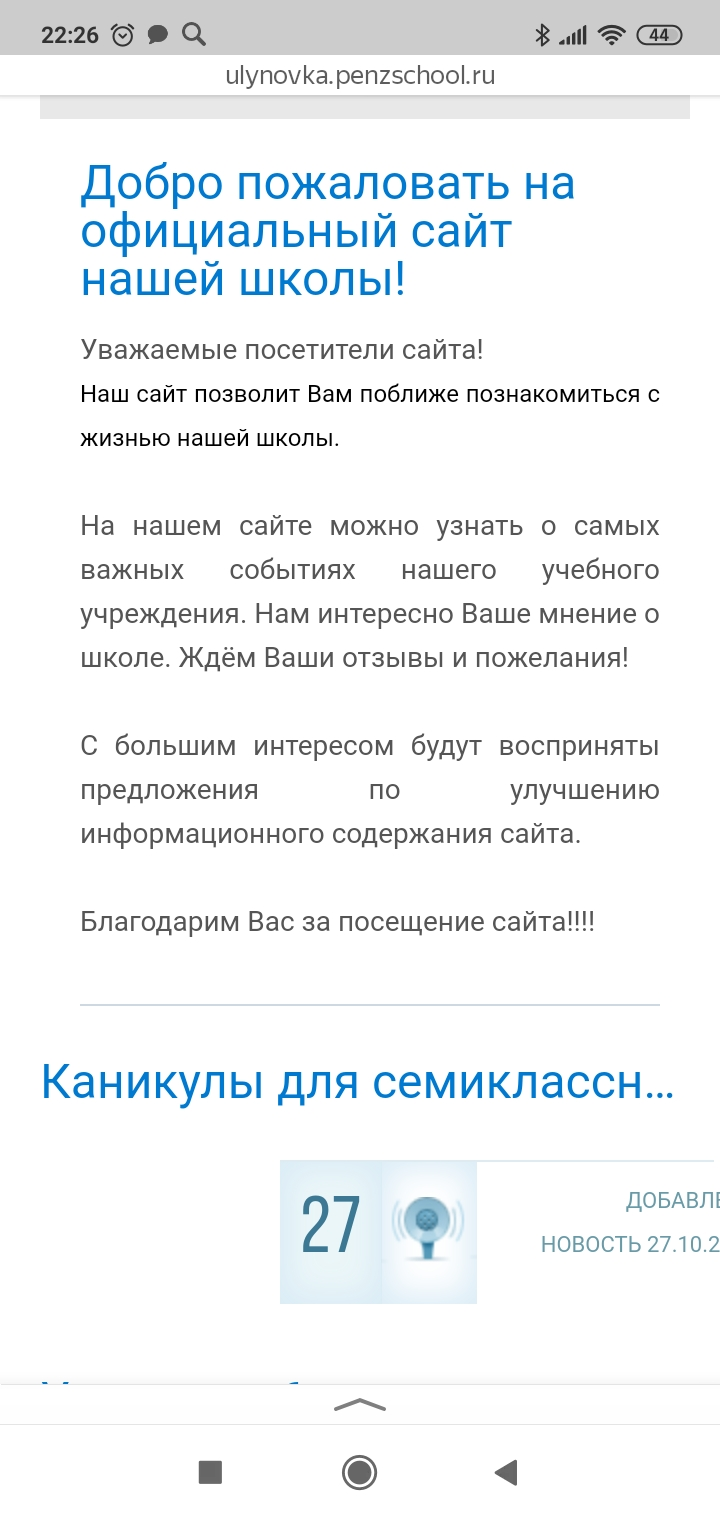 22:26
44
ulynovka.penzschool.ru
Добро пожаловать на
официальный сайт
нашей школы!
Уважаемые посетители сайта!
Наш сайт позволит Вам поближе познакомиться с
жизнью нашей школы.
На нашем сайте можно узнать о самых
важных событиях нашего учебного
учреждения. Нам интересно Ваше мнение о
школе. Ждём Ваши отзывы и пожелания!
С большим интересом будут восприняты
предложения по улучшению
информационного содержания сайта.
Благодарим Вас за посещение сайта!!!!
Каникулы для семиклассн...
27
ДОБАВЛЕ
НОВОСТЬ 27.10.2